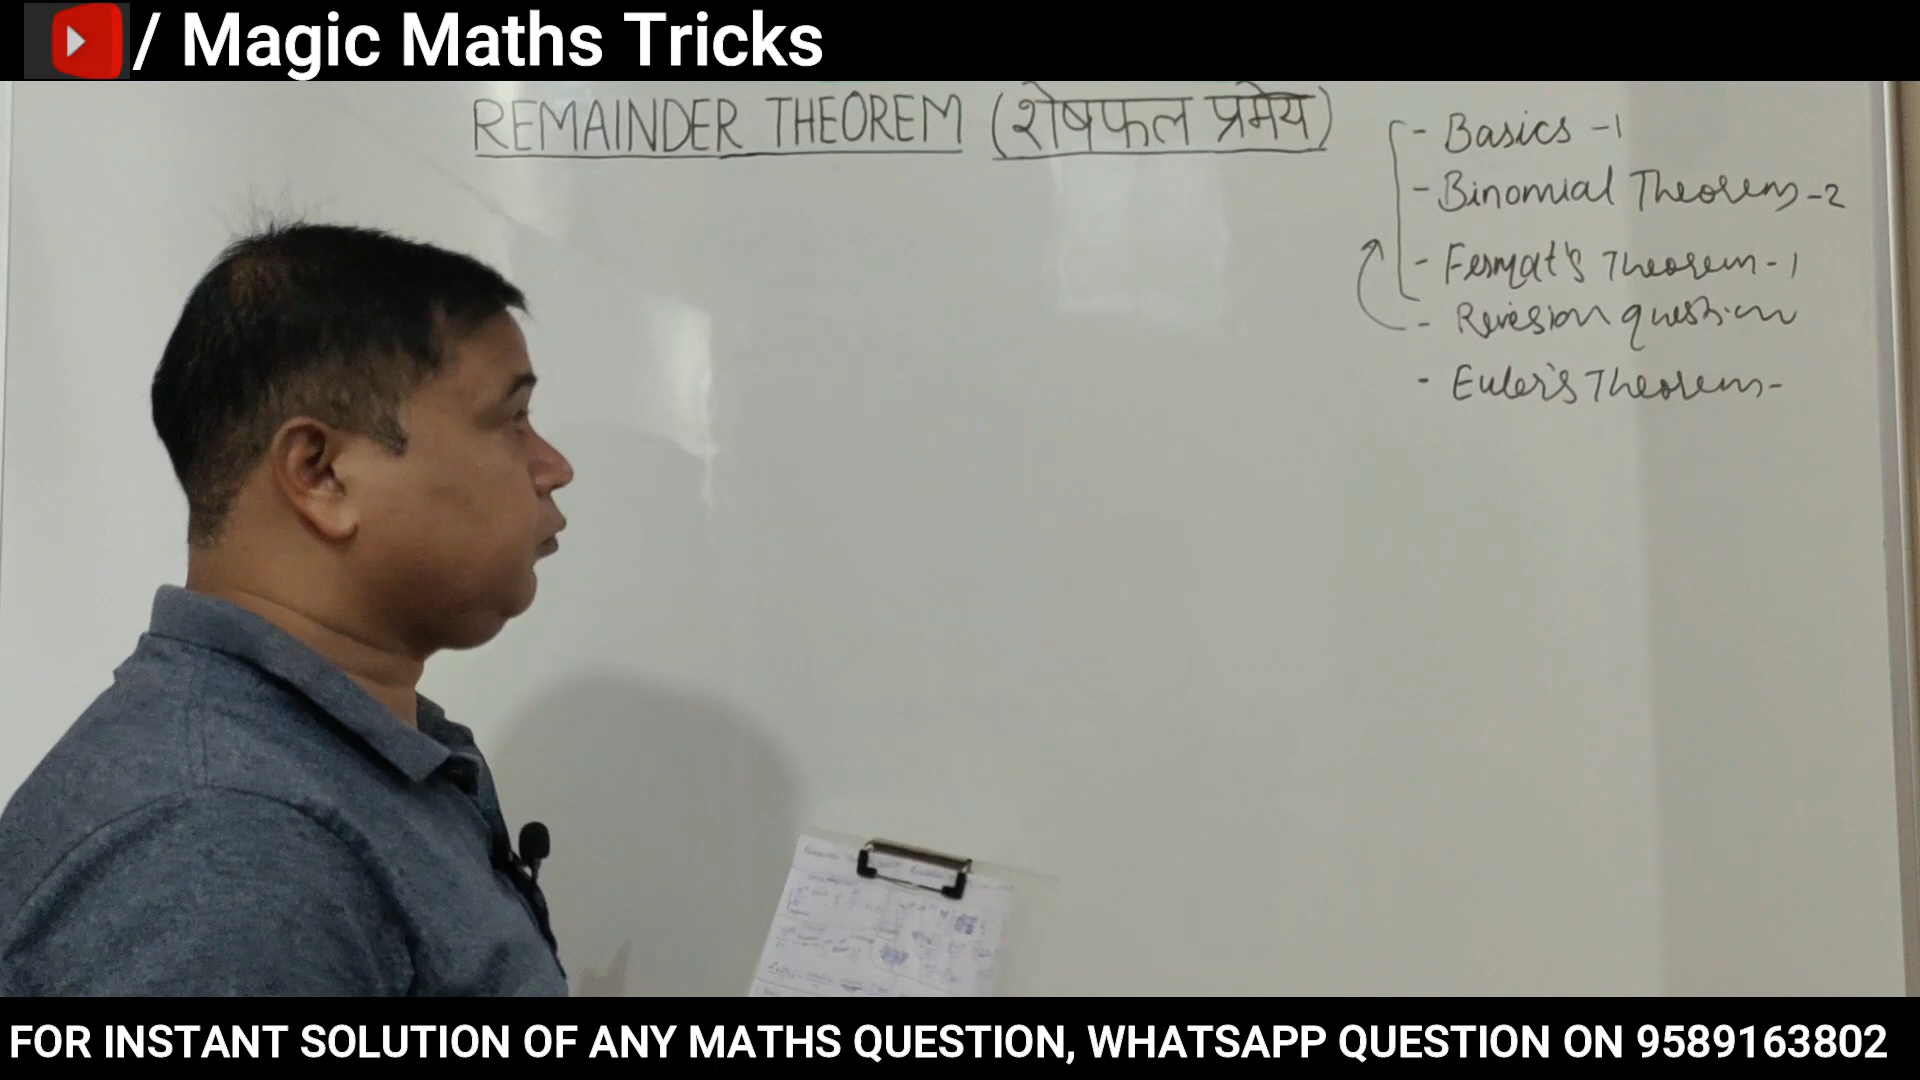 / Magic Maths Tricks
REMAINDER THEOREM (शेषफल प्रमेय)
- Basics -1
- Binomial Theorem -2
- Fermat's Theorem -1
- Revision question
- Euler's Theorem -
FOR INSTANT SOLUTION OF ANY MATHS QUESTION, WHATSAPP QUESTION ON 9589163802